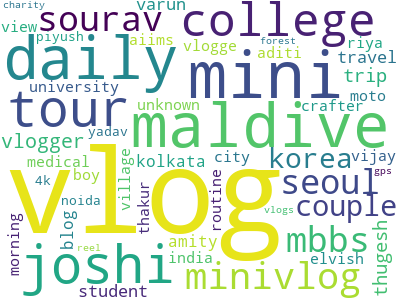 charity varun
sourav college
view piyush aiims vlogge forest riya
daily mini aditi travel
university trip
tour unknown crafter moto
maldive
vlogger yadav
medical kolkata city korea vijay
4k boy village gps
vlog seoul
noida thakur routine couple
morning blog mbbs thugesh
joshi amity vlogs
reel india elvish
minivlog
student